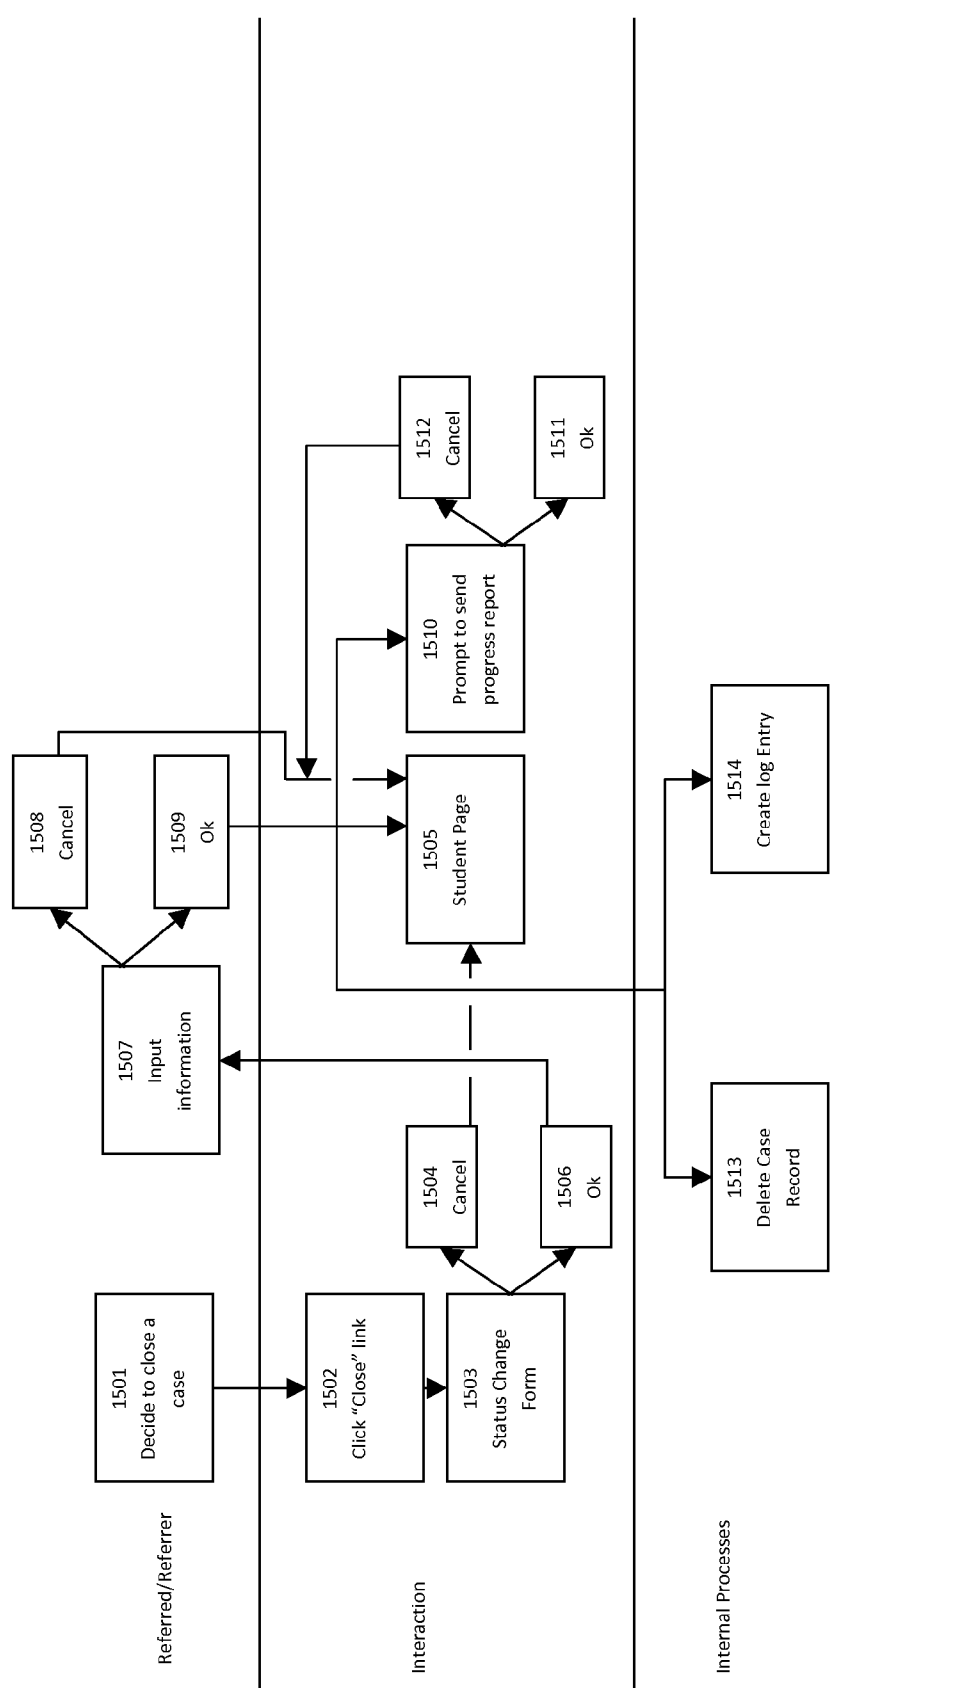 Referred/Referrer
1501
Decide to close a
case
1507
Input
information
1508
Cancel
1509
Ok
Interaction
1502
Click “Close” link
1503
Status Change
Form
1504
Cancel
1506
Ok
1505
Student Page
1510
Prompt to send
progress report
1512
Cancel
1511
Ok
Internal Processes
1513
Delete Case
Record
1514
Create log Entry